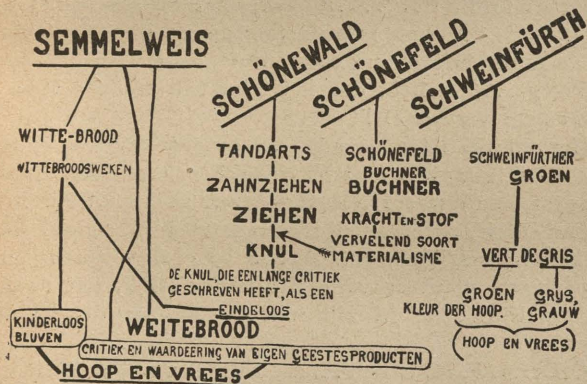 SEMMELWEIS
WITTE-BROOD
WITTEBROODSWEKEN
KINDERLOOS
BLUVEN
WEITEBROOD
CRITIEK EN WAARDEERING VAN EIGEN GEESTESPRODUCTEN
HOOP EN VREES
SCHÖNEWALD
TANDARTS
ZAHNZIEHEN
ZIEHEN
KNUL
DE KNUL, DIE EEN LANGE CRITIEK
GESCHREVEN HEEFT, ALS EEN
EINDELOOS
SCHÖNEFELD
SCHÖNEFELD
BUCHNER
BUCHNER
KRACHT EN STOF
VERVELEND SOORT
MATERIALISME
SCHWEINFÜRTH
SCHWEINFÜRTHER
GROEN
VERT DE GRIS
GROEN
KLEUR DER HOOP.
GRUS,
GRAUW
(HOOP EN VREES)